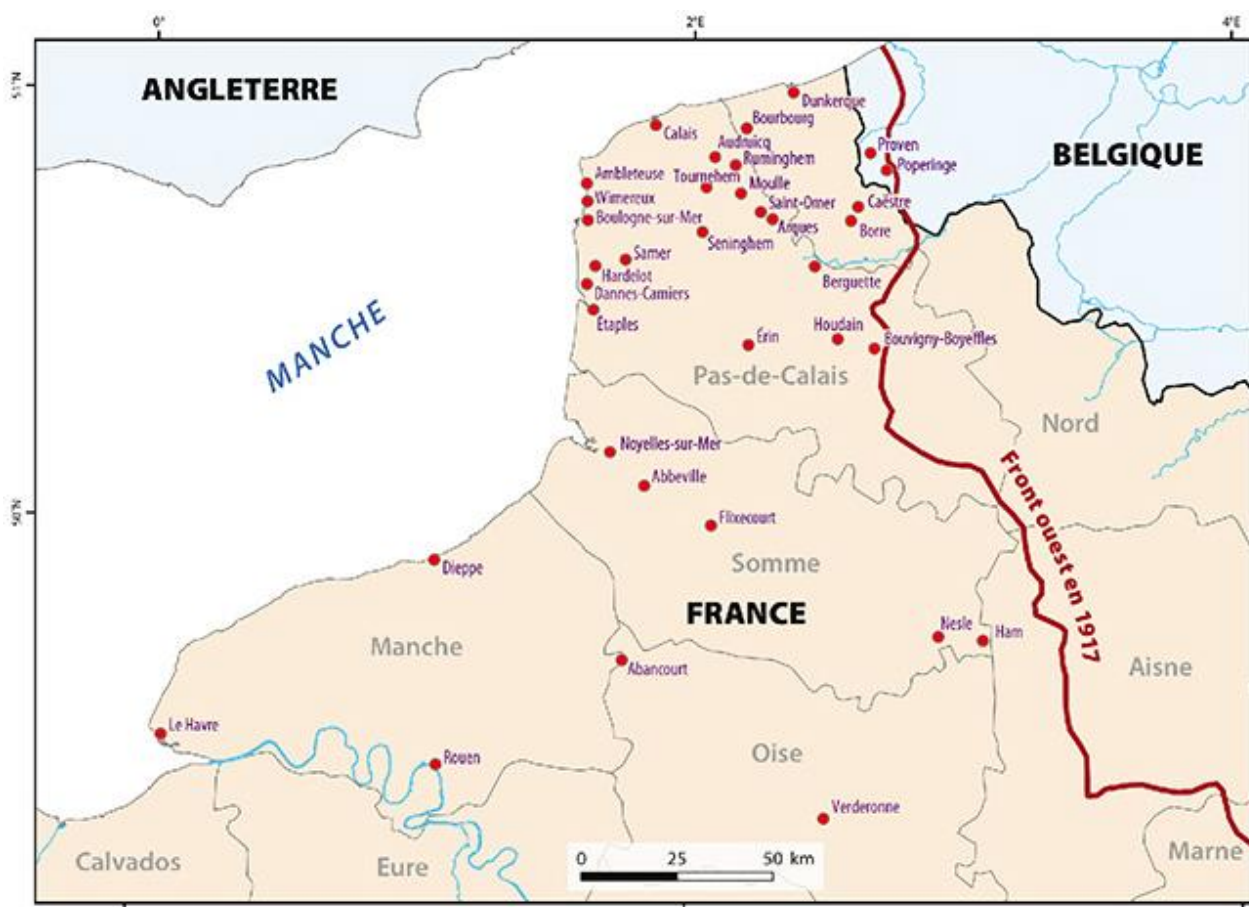 0°
2°E
4°E
51°N
ANGLETERRE
Dunkerque
Bourbourg
Calais
Audruicq
Ruminghem
Proven
BELGIQUE
Poperinge
Ambleteuse
Tournehem
Moulle
Wimereux
Saint-Omer
Caëstre
Boulogne-sur-Mer
Arques
Borre
Seninghem
Samer
Hardelot
Berguette
Dannes-Camiers
Étaples
MANCHE
Houdain
Érin
Bouvigny-Boyeffles
Pas-de-Calais
Nord
Noyelles-sur-Mer
Abbeville
Front ouest en 1917
50°N
Flixecourt
Dieppe
Somme
FRANCE
Nesle
Ham
Manche
Abancourt
Aisne
Le Havre
Rouen
Oise
Verderonne
Calvados
Eure
0 25 50 km
Marne